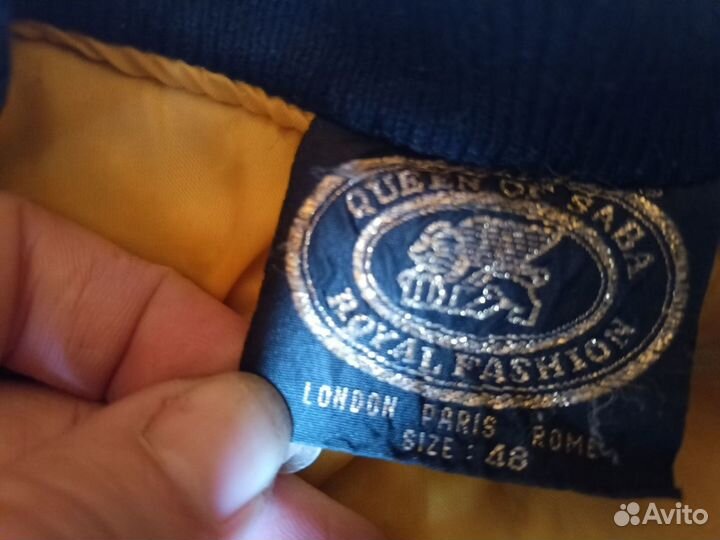 QUEEN OF SABA
ROYAL FASHION
LONDON PARIS ROME
SIZE: 48
Avito